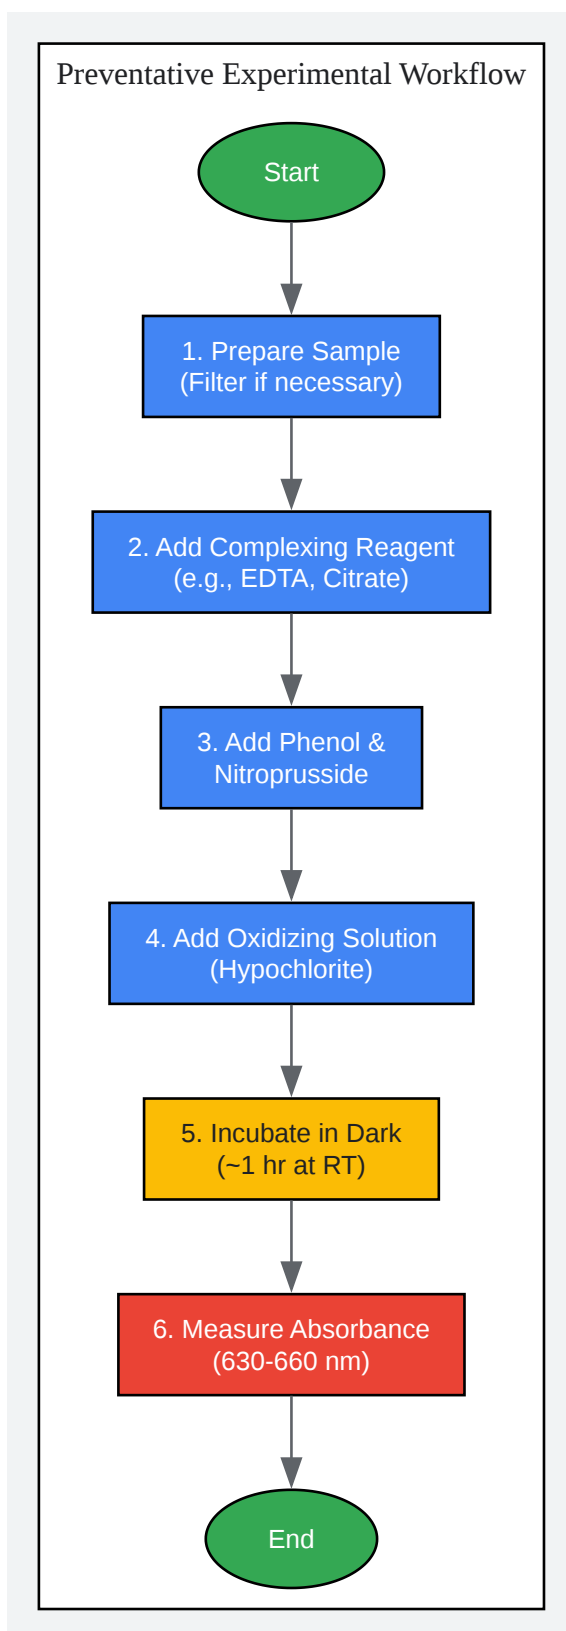 Preventative Experimental Workflow
Start
1. Prepare Sample
(Filter if necessary)
2. Add Complexing Reagent
(e.g., EDTA, Citrate)
3. Add Phenol &
Nitroprusside
4. Add Oxidizing Solution
(Hypochlorite)
5. Incubate in Dark
(~1 hr at RT)
6. Measure Absorbance
(630-660 nm)
End